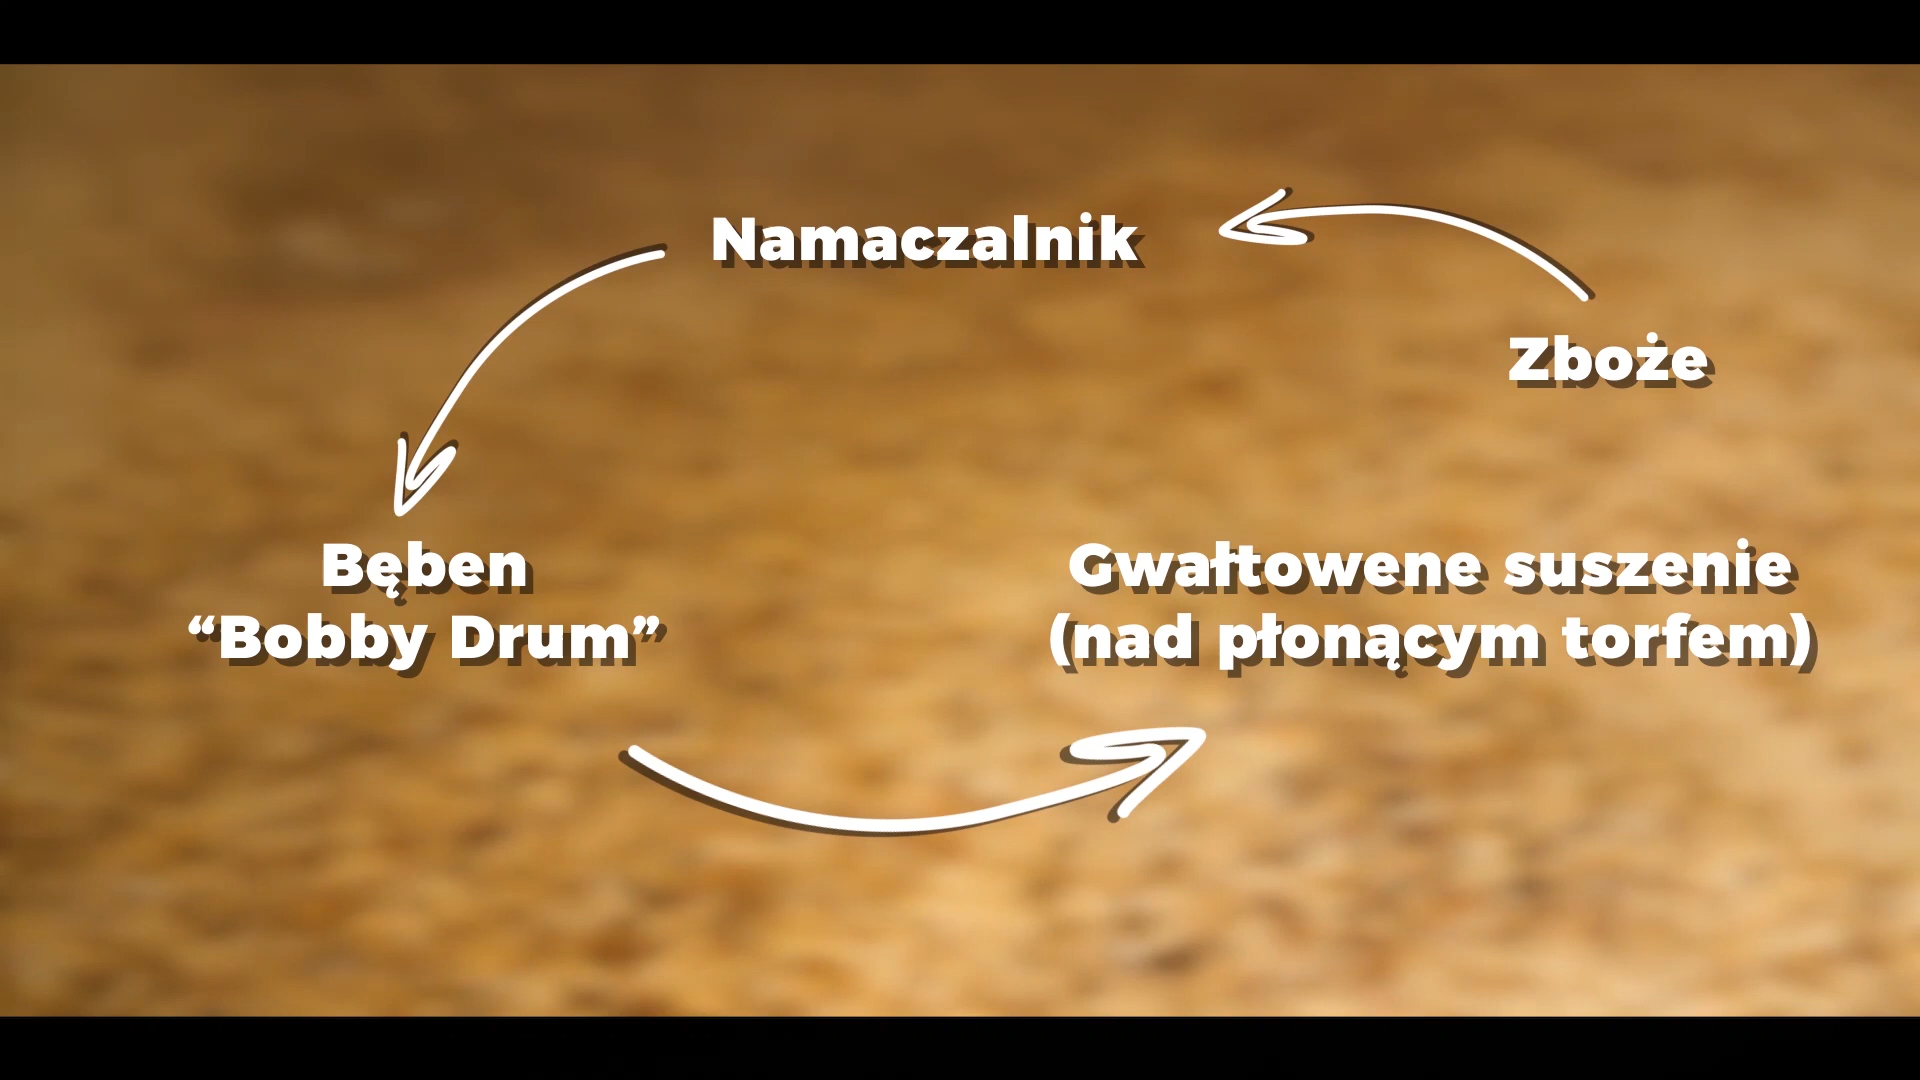 Namaczalnik
Zboże
Bęben
“Bobby Drum”
Gwałtowene suszenie
(nad płonącym torfem)